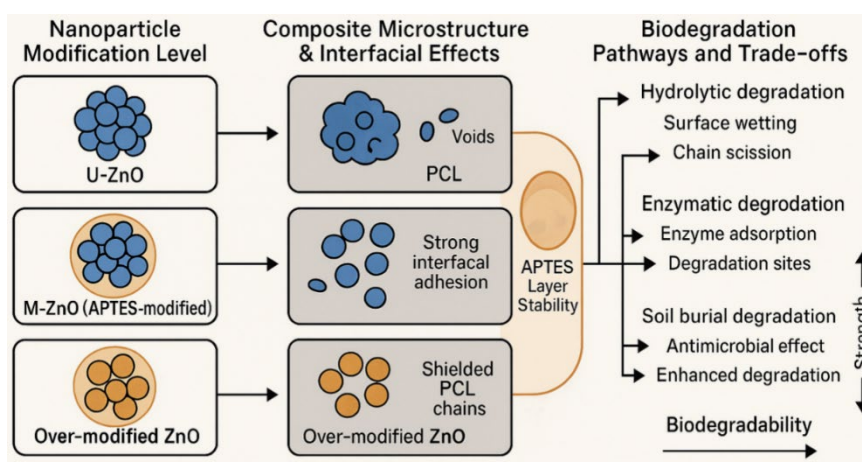 Nanoparticle
Modification Level
Composite Microstructure
& Interfacial Effects
Biodegradation
Pathways and Trade-offs
U-ZnO
Voids
PCL
M-ZnO (APTES-modified)
Strong
interfacal
adhesion
Over-modified ZnO
Shielded
PCL
chains
Over-modified ZnO
APTES
Layer
Stability
Hydrolytic degradation
Surface wetting
Chain scission
Enzymatic degrodation
Enzyme adsorption
Degradation sites
Soil burial degradation
Antimicrobial effect
Enhanced degradation
Biodegradability
Strength